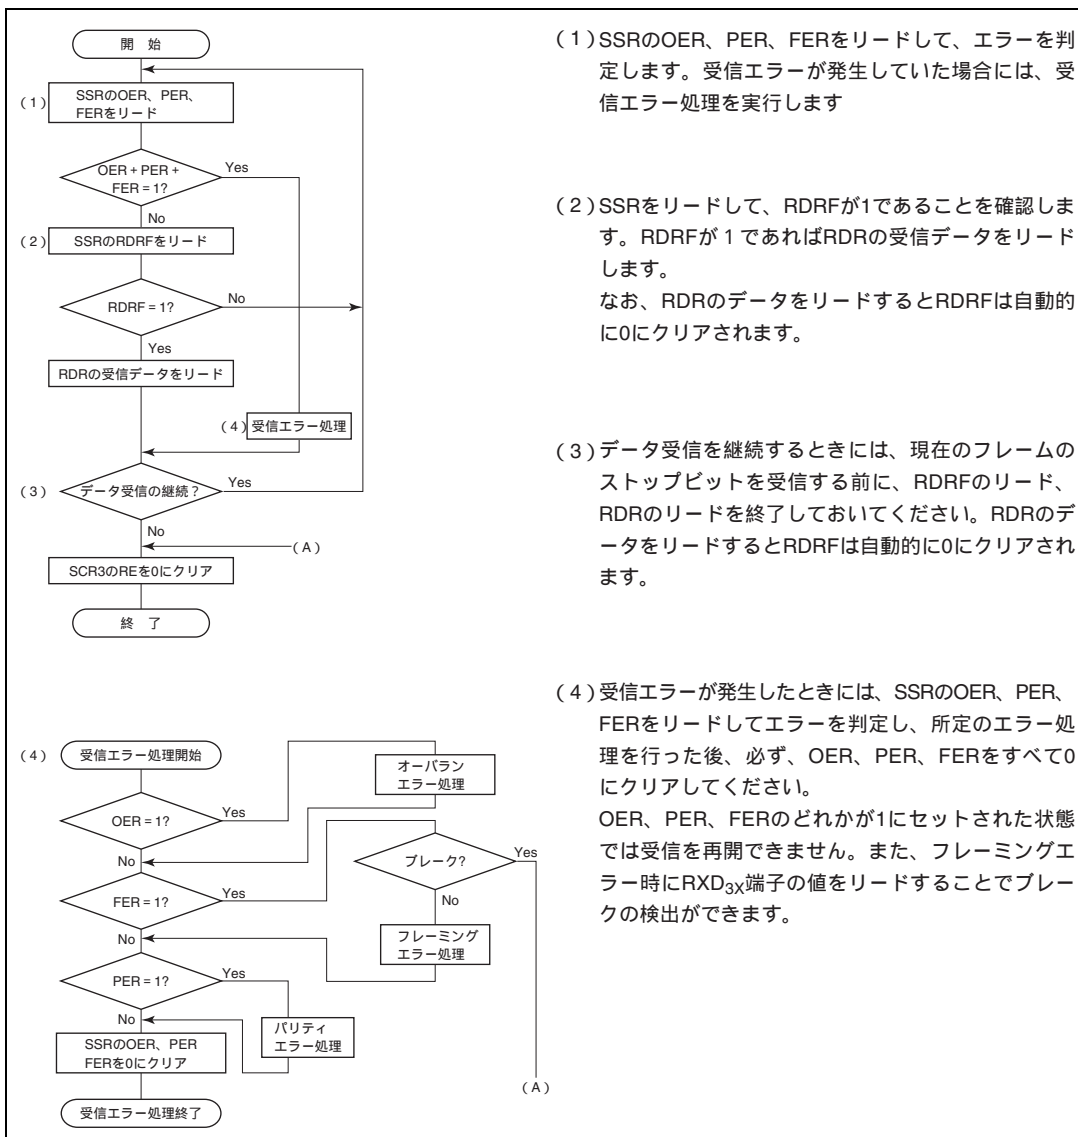 開 始
(1)
SSRのOER、PER、
FERをリード
OER + PER +
FER = 1?
Yes
No
(2)
SSRのRDRFをリード
RDRF = 1?
No
Yes
RDRの受信データをリード
(4)
受信エラー処理
(3)
データ受信の継続?
Yes
No
(A)
SCR3のREを0にクリア
終 了
(1)SSRのOER、PER、FERをリードして、エラーを判
定します。受信エラーが発生していた場合には、受
信エラー処理を実行します
(2)SSRをリードして、RDRFが1であることを確認しま
す。RDRFが1であればRDRの受信データをリード
します。
なお、RDRのデータをリードするとRDRFは自動的
に0にクリアされます。
(3)データ受信を継続するときには、現在のフレームの
ストップビットを受信する前に、RDRFのリード、
RDRのリードを終了しておいてください。RDRのデ
ータをリードするとRDRFは自動的に0にクリアされ
ます。
(4)
受信エラー処理開始
OER = 1?
Yes
オーバラン
エラー処理
No
FER = 1?
Yes
ブレーク?
Yes
No
フレーミング
エラー処理
No
PER = 1?
Yes
No
パリティ
エラー処理
SSRのOER、PER
FERを0にクリア
(A)
受信エラー処理終了
(4)受信エラーが発生したときには、SSRのOER、PER、
FERをリードしてエラーを判定し、所定のエラー処
理を行った後、必ず、OER、PER、FERをすべて0
にクリアしてください。
OER、PER、FERのどれかが1にセットされた状態
では受信を再開できません。また、フレーミングエ
ラー時にRXD3X端子の値をリードすることでブレー
クの検出ができます。